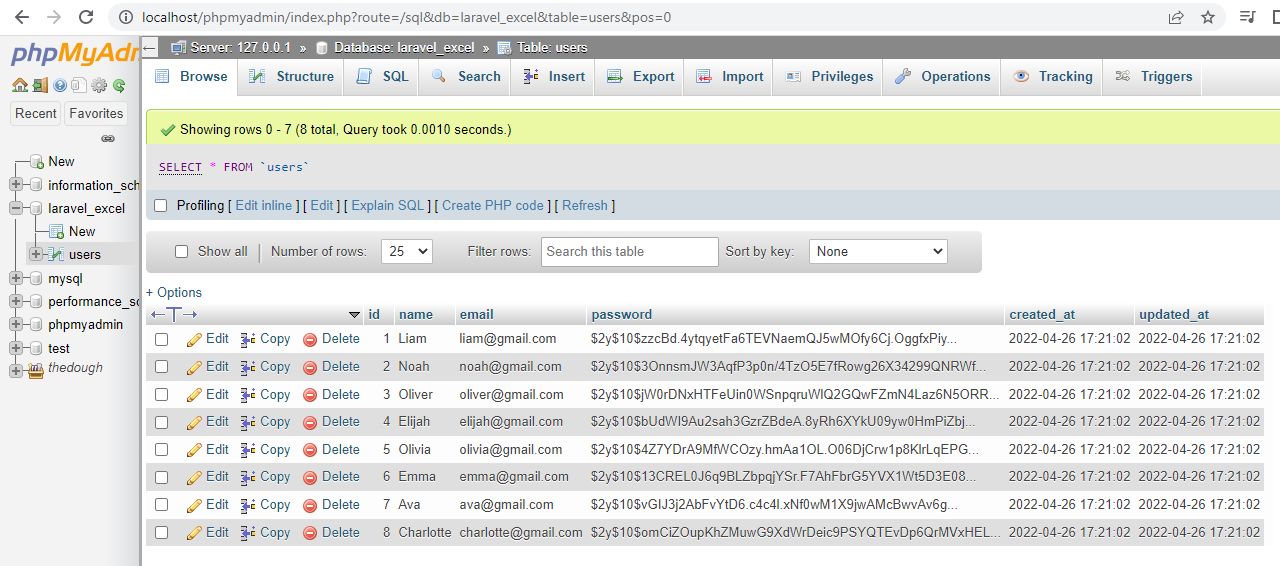 localhost/phpmyadmin/index.php?route=/sql&db=laravel_excel&table=users&pos=0
phpMyAdm
Server: 127.0.0.1 » Database: laravel_excel » Table: users
Browse Structure SQL Search Insert Export Import Privileges Operations Tracking Triggers
Recent Favorites
New
information_sch
laravel_excel
New
users
mysql
performance_sc
phpmyadmin
test
thedough
Showing rows 0 - 7 (8 total, Query took 0.0010 seconds.)
SELECT * FROM `users`
Profiling [ Edit inline ] [ Edit ] [ Explain SQL ] [ Create PHP code ] [ Refresh ]
Show all | Number of rows: 25 Filter rows: Search this table Sort by key: None
+ Options
←T→ id name email password created_at updated_at
Edit Copy Delete 1 Liam liam@gmail.com $2y$10$zzcBd.4ytqyetFa6TEVNaemQJ5wMOfy6Cj.OggfxPiy... 2022-04-26 17:21:02 2022-04-26 17:21:02
Edit Copy Delete 2 Noah noah@gmail.com $2y$10$3OnnsmJW3AqfP3p0n/4TzO5E7fRowg26X34299QNRWf... 2022-04-26 17:21:02 2022-04-26 17:21:02
Edit Copy Delete 3 Oliver oliver@gmail.com $2y$10$jW0rDNxHTFeUin0WSnpqruWlQ2GQwFZmN4Laz6N5ORR... 2022-04-26 17:21:02 2022-04-26 17:21:02
Edit Copy Delete 4 Elijah elijah@gmail.com $2y$10$bUdWI9Au2sah3GzrZBdeA.8yRh6XYkU09yw0HmPiZbj... 2022-04-26 17:21:02 2022-04-26 17:21:02
Edit Copy Delete 5 Olivia olivia@gmail.com $2y$10$4Z7YDrA9MfWCOzy.hmAa1OL.O06DjCrw1p8KlrLqEPG... 2022-04-26 17:21:02 2022-04-26 17:21:02
Edit Copy Delete 6 Emma emma@gmail.com $2y$10$13CREL0J6q9BLZbpqjYSr.F7AhFbrG5YVX1Wt5D3E08... 2022-04-26 17:21:02 2022-04-26 17:21:02
Edit Copy Delete 7 Ava ava@gmail.com $2y$10$vGIJ3j2AbFvYtD6.c4c4l.xNf0wM1X9jwAMcBwvAv6g... 2022-04-26 17:21:02 2022-04-26 17:21:02
Edit Copy Delete 8 Charlotte charlotte@gmail.com $2y$10$omCiZOupKhZMuwG9XdWrDeic9PSYQTEvDp6QrMVxHEL... 2022-04-26 17:21:02 2022-04-26 17:21:02